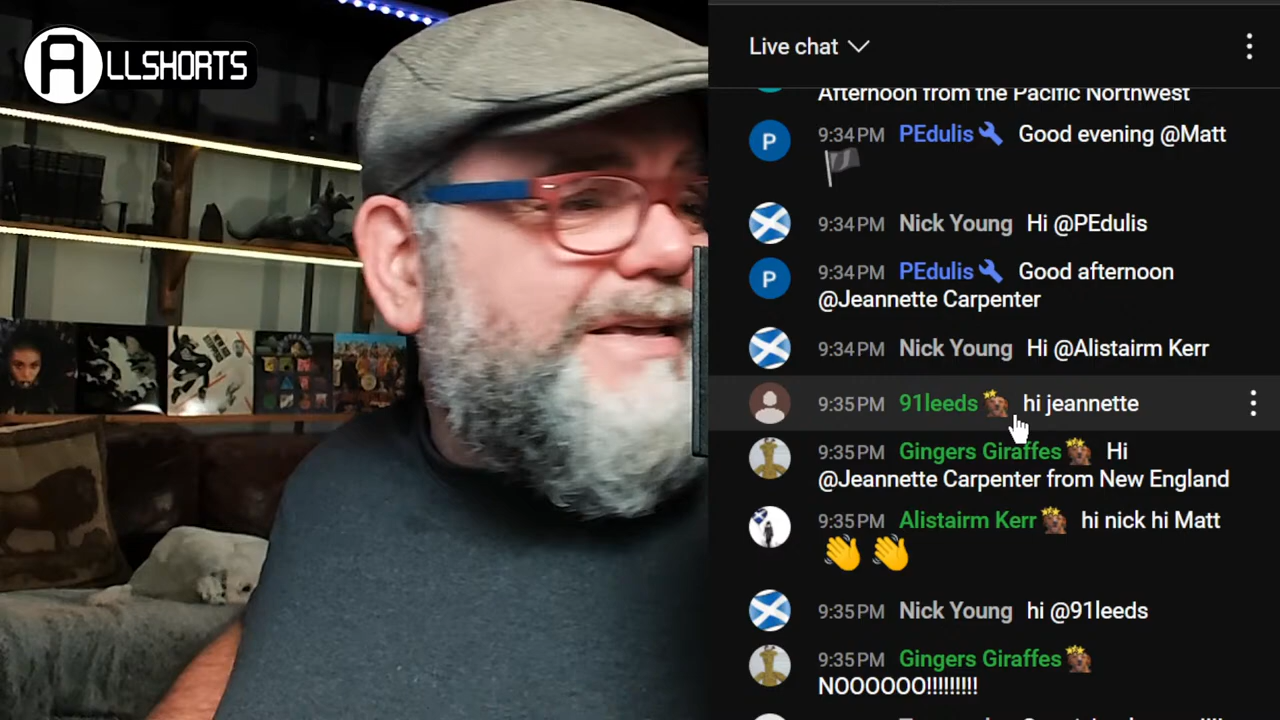 ALLSHORTS
Live chat
Afternoon from the Pacific Northwest
P
9:34 PM PEdulis Good evening @Matt
9:34 PM Nick Young Hi @PEdulis
P
9:34 PM PEdulis Good afternoon
@Jeannette Carpenter
9:34 PM Nick Young Hi @Alistairm Kerr
9:35 PM 91leeds hi jeannette
9:35 PM Gingers Giraffes Hi
@Jeannette Carpenter from New England
9:35 PM Alistairm Kerr hi nick hi Matt
9:35 PM Nick Young hi @91leeds
9:35 PM Gingers Giraffes
NOOOOOO!!!!!!!!!